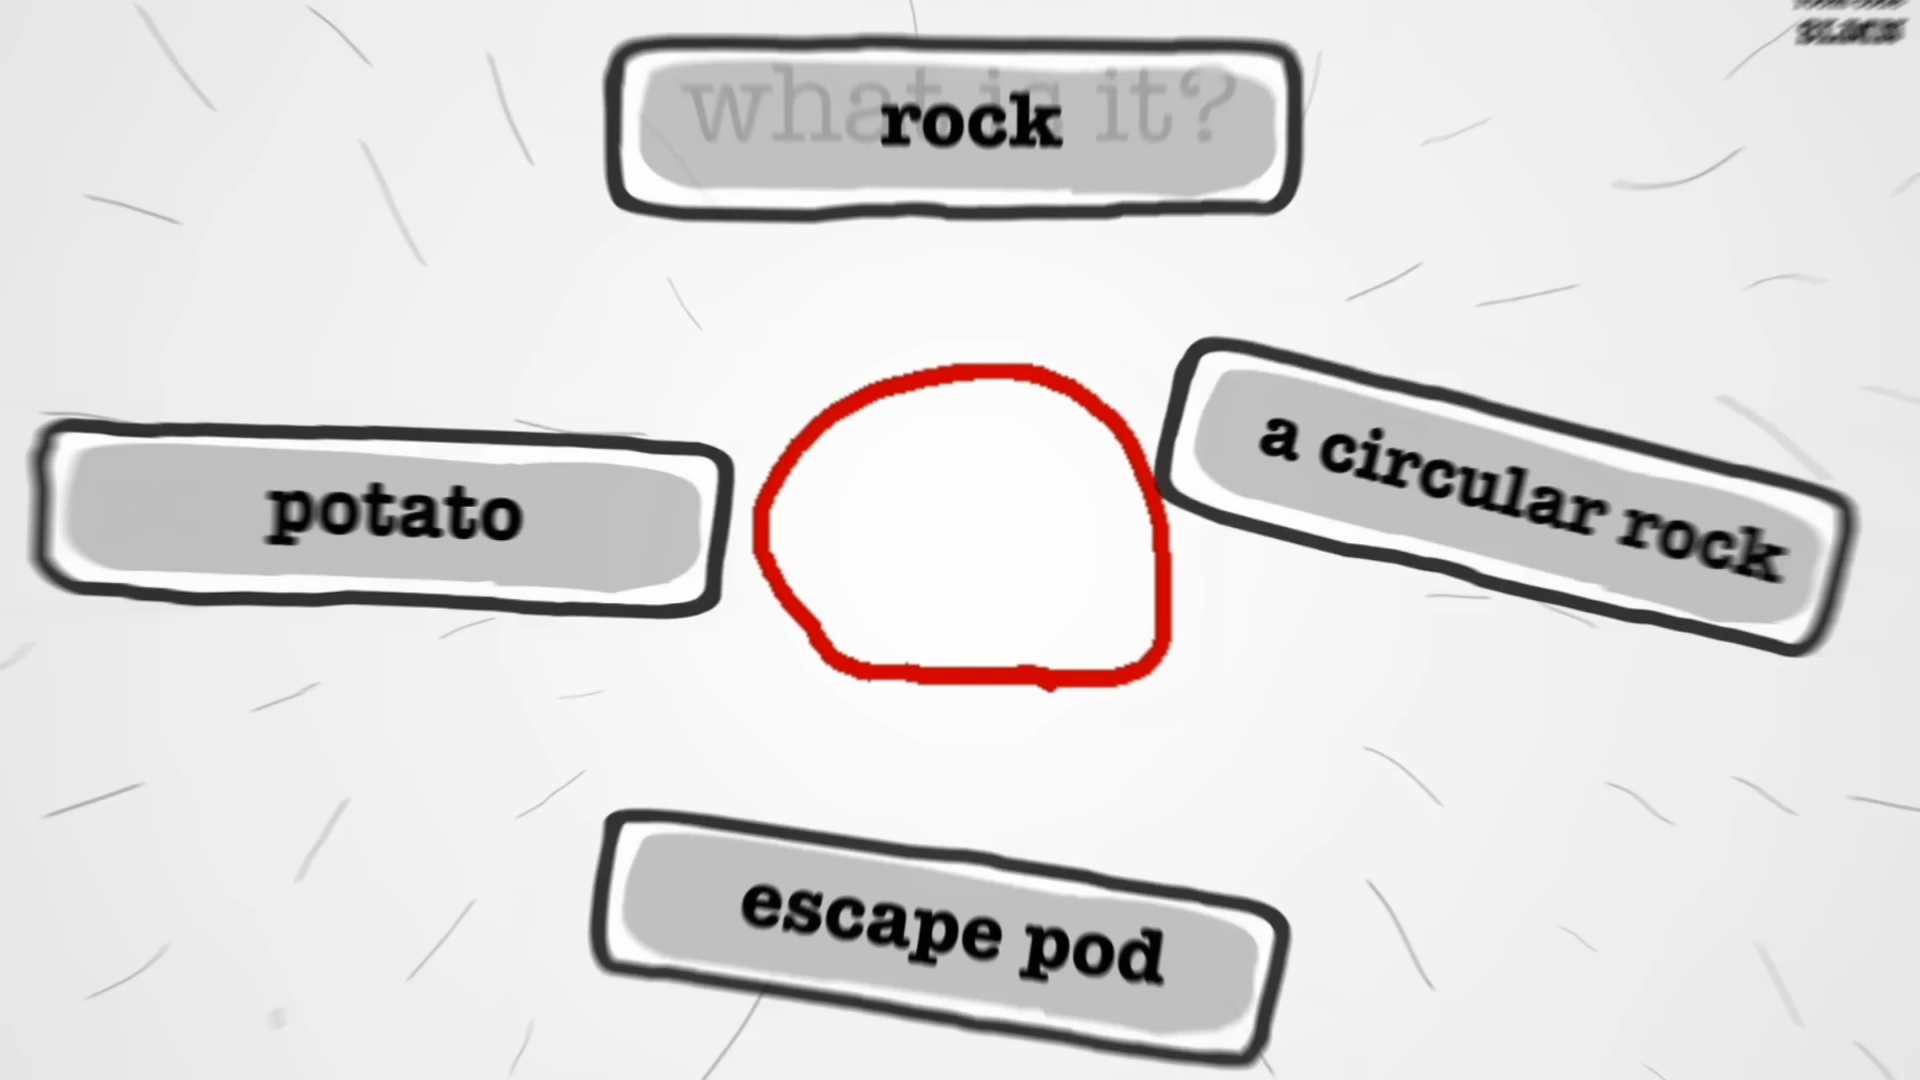 what is it?
rock
a circular rock
potato
escape pod